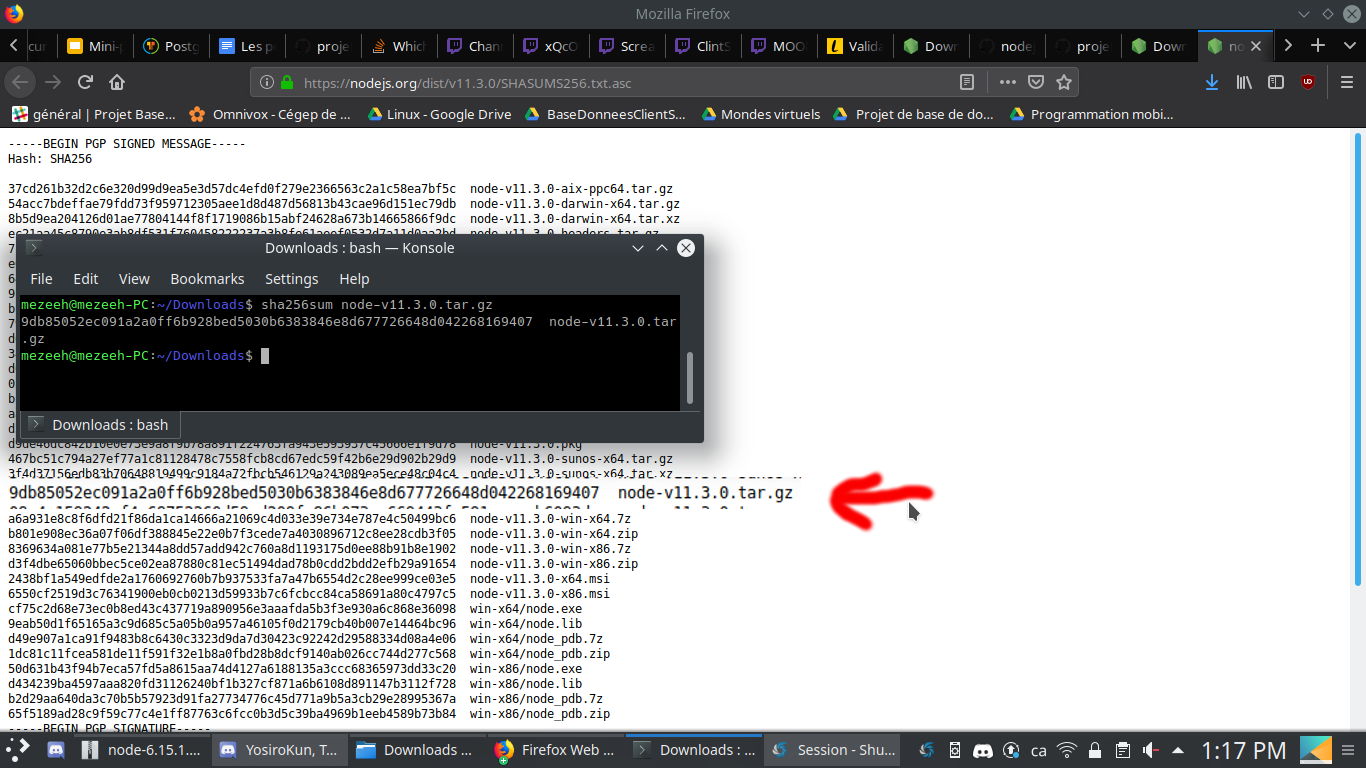 Mozilla Firefox
cur
Mini-
Postg
Les p
proje
Which
Chan
xQcO
Screa
ClintS
MOO
Valida
Down
node
proje
Down
no
https://nodejs.org/dist/v11.3.0/SHASUMS256.txt.asc
général | Projet Base...
Omnivox - Cégep de ...
Linux - Google Drive
BaseDonneesClientS...
Mondes virtuels
Projet de base de do...
Programmation mobi...
-----BEGIN PGP SIGNED MESSAGE-----
Hash: SHA256
37cd261b32d2c6e320d99d9ea5e3d57dc4efd0f279e2366563c2a1c58ea7bf5c  node-v11.3.0-aix-ppc64.tar.gz
54acc7bdeffae79fdd73f959712305aee1d8d487d56813b43cae96d151ec79db  node-v11.3.0-darwin-x64.tar.gz
8b5d9ea204126d01ae77804144f8f1719086b15abf24628a673b14665866f9dc  node-v11.3.0-darwin-x64.tar.xz
node-v11.3.0-headers.tar.gz
Downloads : bash — Konsole
File Edit View Bookmarks Settings Help
mezeeh@mezeeh-PC:~/Downloads$ sha256sum node-v11.3.0.tar.gz
9db85052ec091a2a0ff6b928bed5030b6383846e8d677726648d042268169407  node-v11.3.0.tar
.gz
mezeeh@mezeeh-PC:~/Downloads$
Downloads : bash
node-v11.3.0.pkg
467bc51c794a27ef77a1c81128478c7558fcb8cd67edc59f42b6e29d902b29d9  node-v11.3.0-sunos-x64.tar.gz
3f4d37156edb83b70648819499c9184a72fbcb546129a243089ea5ece48c04c4  node-v11.3.0-sunos-x64.tar.xz
9db85052ec091a2a0ff6b928bed5030b6383846e8d677726648d042268169407  node-v11.3.0.tar.gz
a6a931e8c8f6dfd21f86da1ca14666a21069c4d033e39e734e787e4c50499bc6  node-v11.3.0-win-x64.7z
b801e908ec36a07f06df388845e22e0b7f3cede7a4030896712c8ee28cdb3f05  node-v11.3.0-win-x64.zip
8369634a081e77b5e21344a8dd57add942c760a8d1193175d0ee88b91b8e1902  node-v11.3.0-win-x86.7z
d3f4dbe65060bbec5ce02ea87880c81ec51494dad78b0cdd2bdd2efb29a91654  node-v11.3.0-win-x86.zip
2438bf1a549edfde2a1760692760b7b937533fa7a47b6554d2c28ee999ce03e5  node-v11.3.0-x64.msi
6550cf2519d3c76341900eb0cb0213d59933b7c6fcbcc84ca58691a80c4797c5  node-v11.3.0-x86.msi
cf75c2d68e73ec0b8ed43c437719a890956e3aaafda5b3f3e930a6c868e36098  win-x64/node.exe
9eab50d1f65165a3c9d685c5a05b0a957a46105f0d2179cb40b007e14464bc96  win-x64/node.lib
d49e907a1ca91f9483b8c6430c3323d9da7d30423c92242d29588334d08a4e06  win-x64/node_pdb.7z
1dc81c11fcea581de11f591f32e1b8a0fbd28b8dcf9140ab026cc744d277c568  win-x64/node_pdb.zip
50d631b43f94b7eca57fd5a8615aa74d4127a6188135a3ccc68365973dd33c20  win-x86/node.exe
d434239ba4597aaa820fd31126240bf1b327cf871a6b6108d891147b3112f728  win-x86/node.lib
b2d29aa640da3c70b5b57923d91fa27734776c45d771a9b5a3cb29e28995367a  win-x86/node_pdb.7z
65f5189ad28c9f59c77c4e1ff87763c6fcc0b3d5c39ba4969b1eeb4589b73b84  win-x86/node_pdb.zip
-----BEGIN PGP SIGNATURE-----
node-6.15.1....
YosiroKun, T...
Downloads ...
Firefox Web ...
Downloads : ...
Session - Shu...
ca
1:17 PM